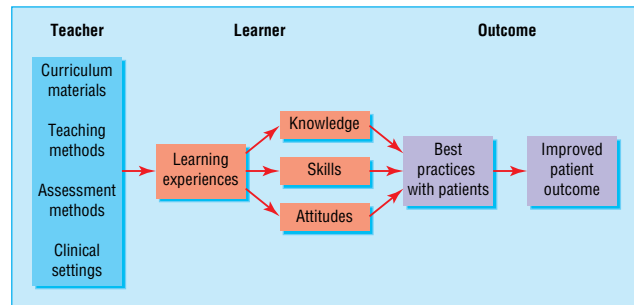 Teacher
Learner
Outcome
Curriculum
materials
Teaching
methods
Assessment
methods
Clinical
settings
Learning
experiences
Knowledge
Skills
Attitudes
Best
practices
with patients
Improved
patient
outcome